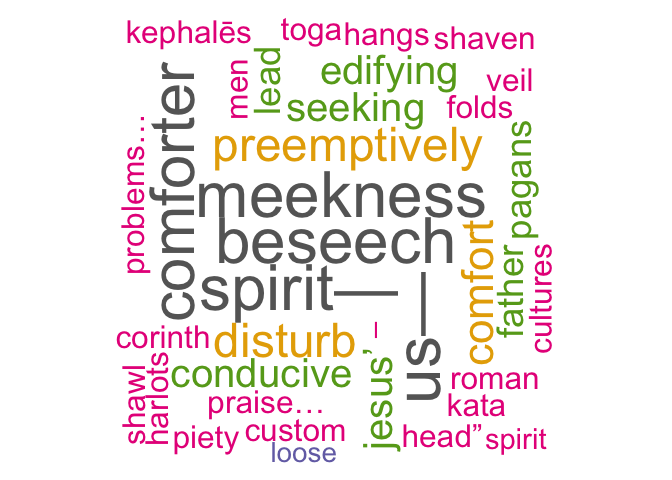 kephalēs
toga
hangs
shaven
men
lead
edifying
veil
comforter
seeking
folds
problems…
preemptively
pagans
meekness
beseech
comfort
father
cultures
spirit—
us—
corinth
disturb
–
shawl
harlots
conducive
jesus’
roman
praise…
kata
piety
custom
head”
spirit
loose